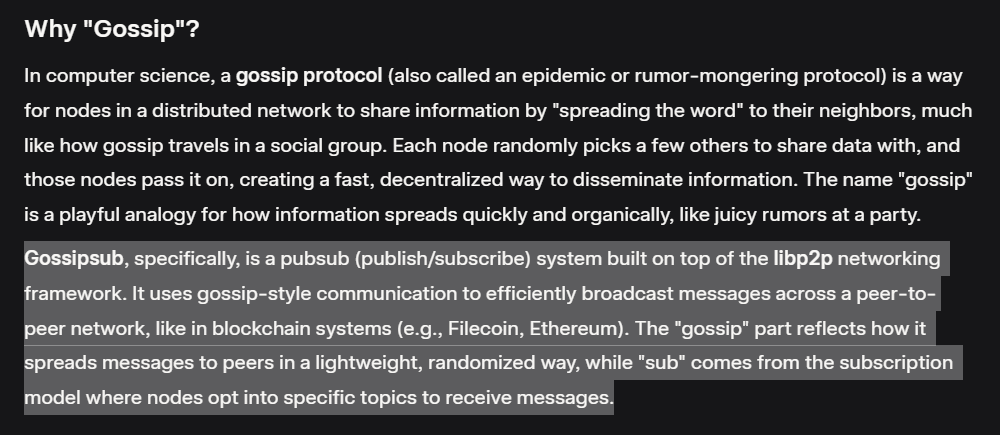 Why "Gossip"?
In computer science, a gossip protocol (also called an epidemic or rumor-mongering protocol) is a way
for nodes in a distributed network to share information by "spreading the word" to their neighbors, much
like how gossip travels in a social group. Each node randomly picks a few others to share data with, and
those nodes pass it on, creating a fast, decentralized way to disseminate information. The name "gossip"
is a playful analogy for how information spreads quickly and organically, like juicy rumors at a party.
Gossipsub, specifically, is a pubsub (publish/subscribe) system built on top of the libp2p networking
framework. It uses gossip-style communication to efficiently broadcast messages across a peer-to-
peer network, like in blockchain systems (e.g., Filecoin, Ethereum). The "gossip" part reflects how it
spreads messages to peers in a lightweight, randomized way, while "sub" comes from the subscription
model where nodes opt into specific topics to receive messages.